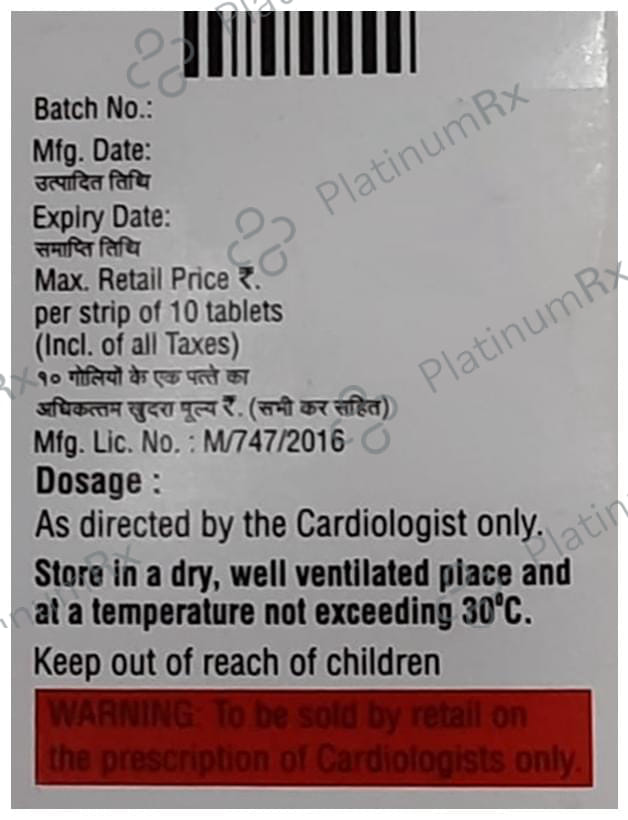 PlatinumRx
Batch No.:
Mfg. Date:
उत्पादित तिथि
Expiry Date:
समाप्ति तिथि
Max. Retail Price ₹.
per strip of 10 tablets
(Incl. of all Taxes)
१० गोलियों के एक पत्ते का
अधिकत्तम खुदरा मूल्य ₹. (सभी कर सहित)
Mfg. Lic. No. : M/747/2016
Dosage :
As directed by the Cardiologist only.
Store in a dry, well ventilated place and
at a temperature not exceeding 30°C.
Keep out of reach of children
WARNING: To be sold by retail on
the prescription of Cardiologists only.
PlatinumRx